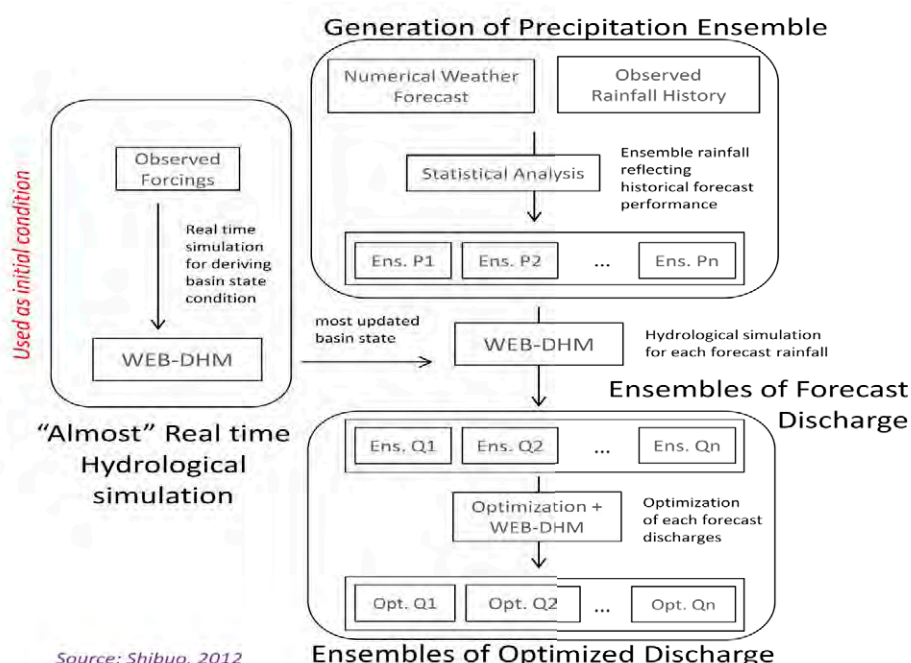 Generation of Precipitation Ensemble
Numerical Weather
Forecast
Observed
Rainfall History
Statistical Analysis
Ensemble rainfall
reflecting
historical forecast
performance
Ens. P1
Ens. P2
...
Ens. Pn
Used as initial condition
Observed
Forcings
Real time
simulation
for deriving
basin state
condition
WEB-DHM
"Almost" Real time
Hydrological
simulation
most updated
basin state
WEB-DHM
Hydrological simulation
for each forecast rainfall
Ensembles of Forecast
Discharge
Ens. Q1
Ens. Q2
...
Ens. Qn
Optimization +
WEB-DHM
Optimization
of each forecast
discharges
Opt. Q1
Opt. Q2
...
Opt. Qn
Ensembles of Optimized Discharge
Source: Shibuo, 2012